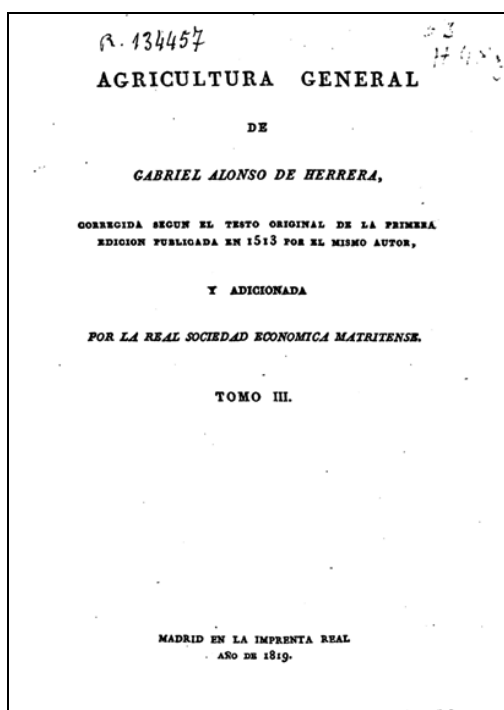 R. 134457
AGRICULTURA GENERAL
DE
GABRIEL ALONSO DE HERRERA,
CORREGIDA SEGUN EL TESTO ORIGINAL DE LA PRIMERA
EDICION PUBLICADA EN 1513 POR EL MISMO AUTOR,
Y ADICIONADA
POR LA REAL SOCIEDAD ECONOMICA MATRITENSE.
TOMO III.
MADRID EN LA IMPRENTA REAL
AÑO DE 1819.